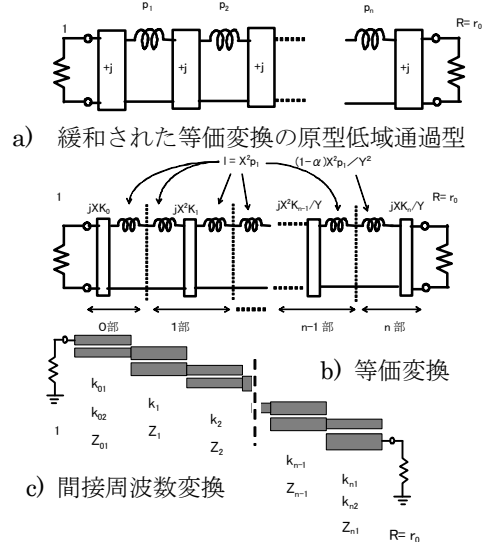 p₁ p₂ pₙ
1 +j +j +j +j R= r₀
a) 緩和された等価変換の原型低域通過型
l = X²p₁ (1-α)X²p₁／Y²
1 jXK₀ jX²K₁ jX²Kₙ₋₁/Y jXKₙ/Y R= r₀
0部 1部 n-1 部 n 部
b) 等価変換
k₀₁ k₁ k₂ kₙ₋₁ kₙ₁
k₀₂ Z₁ Z₂ Zₙ₋₁ kₙ₂
1 Z₀₁ Zₙ₁ R= r₀
c) 間接周波数変換